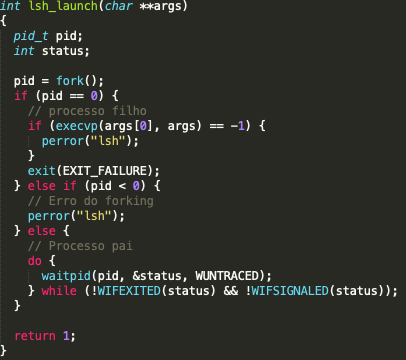 int lsh_launch(char **args)
{
  pid_t pid;
  int status;

  pid = fork();
  if (pid == 0) {
    // processo filho
    if (execvp(args[0], args) == -1) {
      perror("lsh");
    }
    exit(EXIT_FAILURE);
  } else if (pid < 0) {
    // Erro do forking
    perror("lsh");
  } else {
    // Processo pai
    do {
      waitpid(pid, &status, WUNTRACED);
    } while (!WIFEXITED(status) && !WIFSIGNALED(status));
  }

  return 1;
}